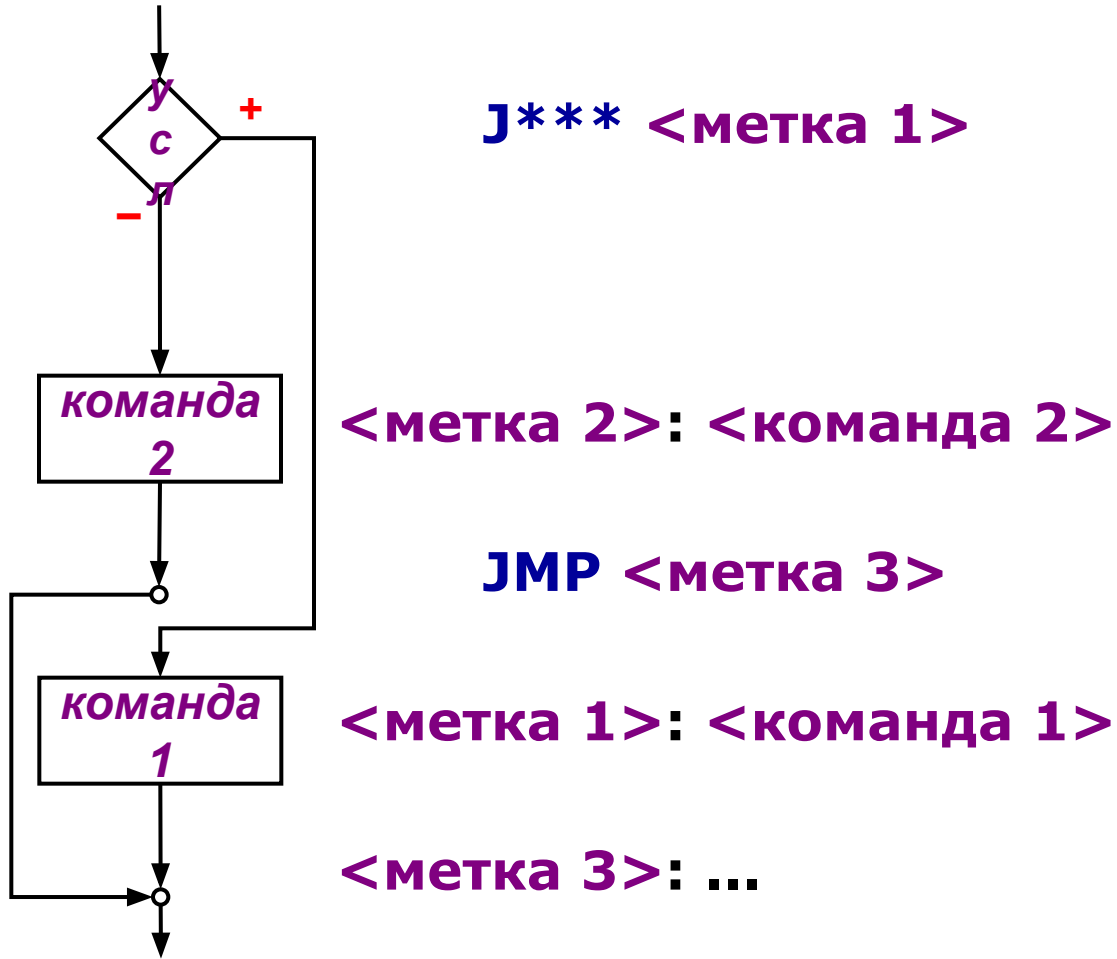 у
с
л
+
J*** <метка 1>
−
команда
2
<метка 2>: <команда 2>
JMP <метка 3>
команда
1
<метка 1>: <команда 1>
<метка 3>: ...